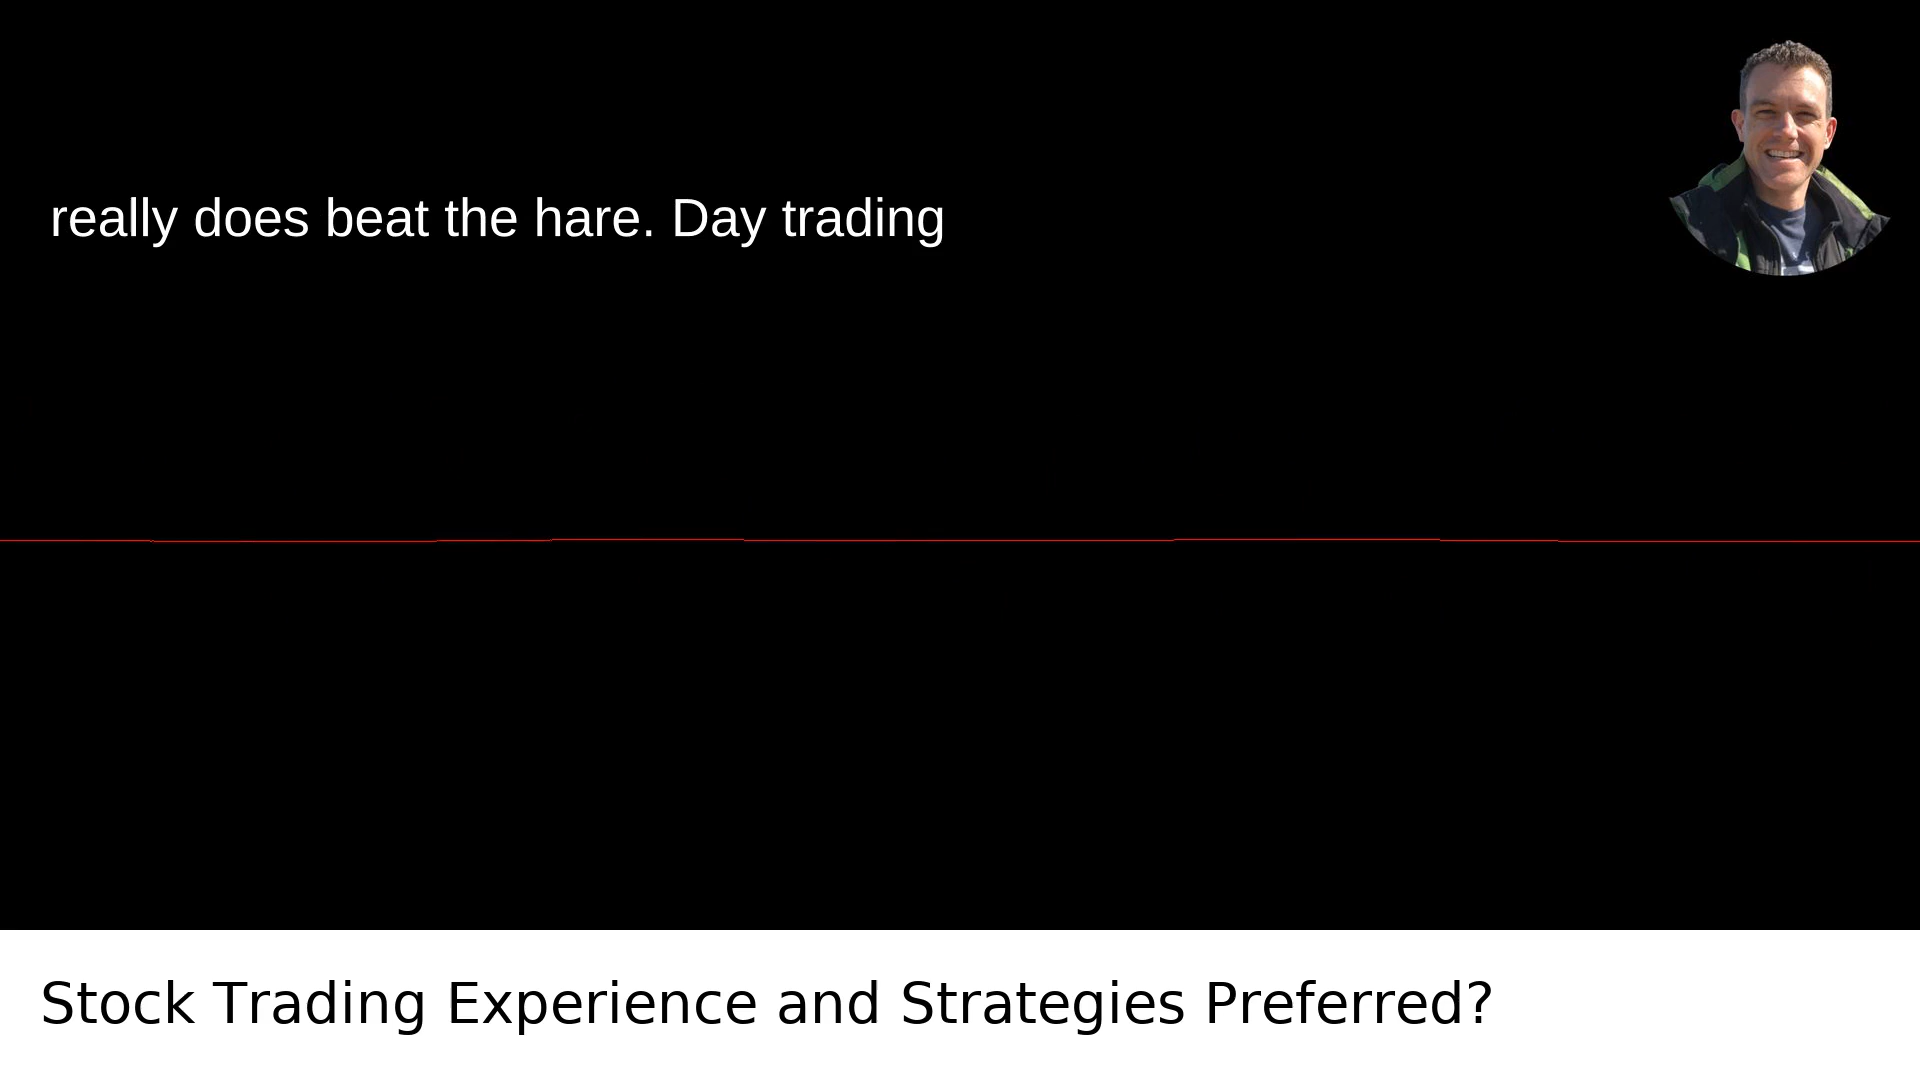 really does beat the hare. Day trading
Stock Trading Experience and Strategies Preferred?